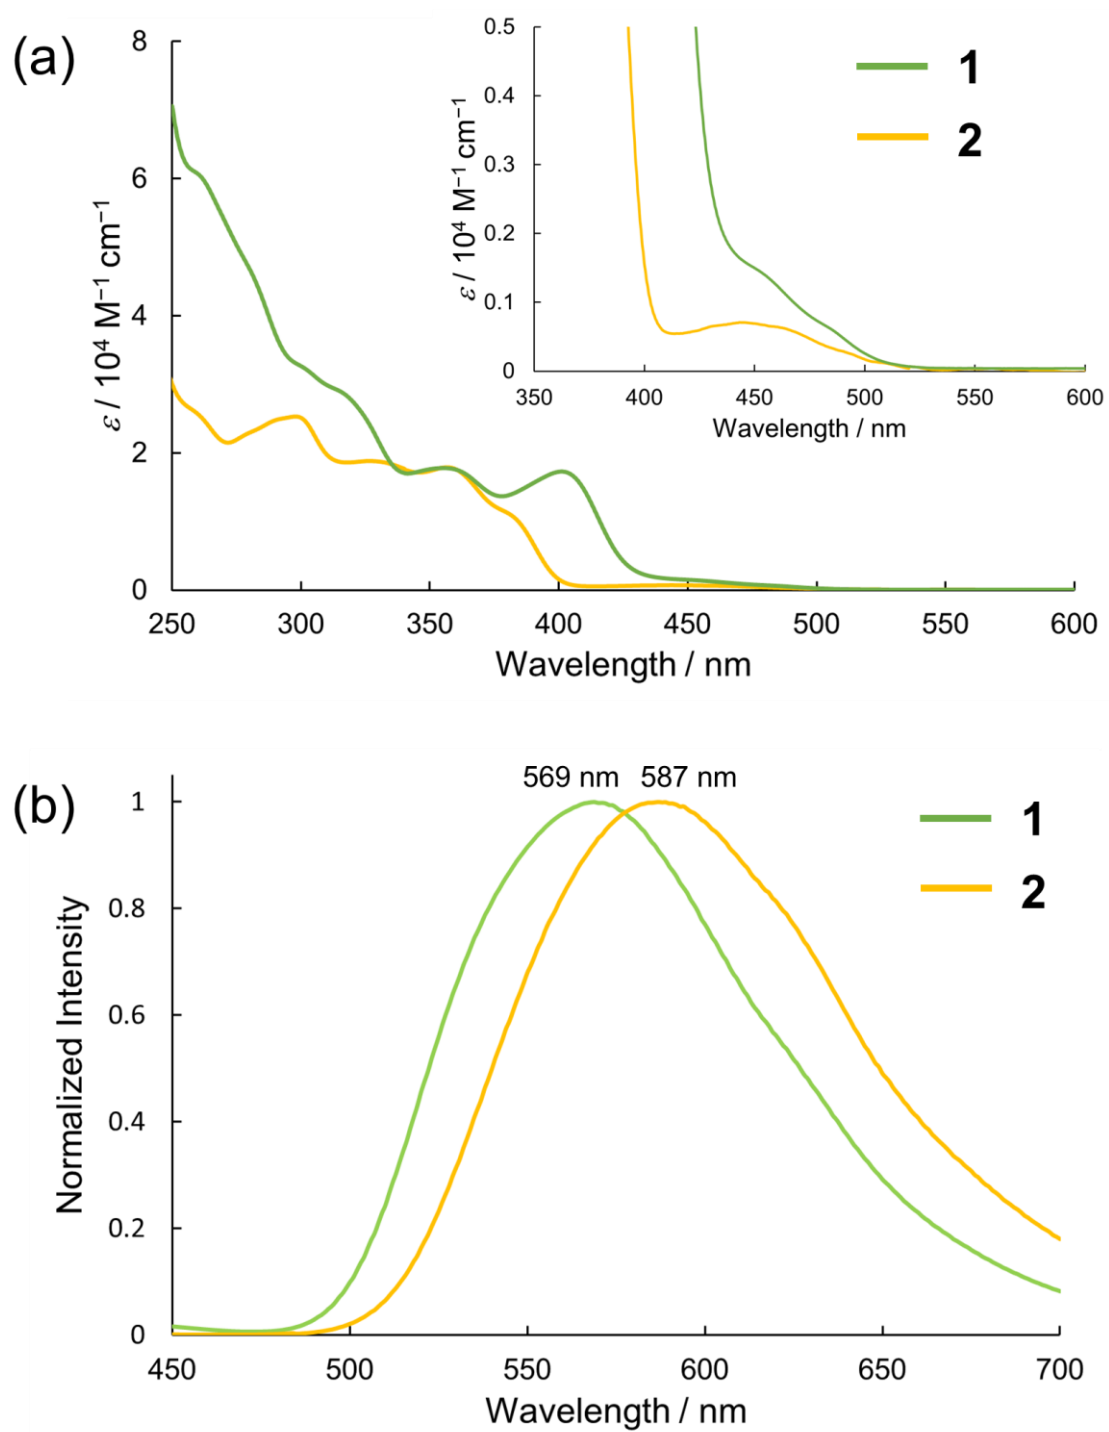 (a)
8
6
4
2
0
ε / 10⁴ M⁻¹ cm⁻¹
250 300 350 400 450 500 550 600
Wavelength / nm
0.5
0.4
0.3
0.2
0.1
0
ε / 10⁴ M⁻¹ cm⁻¹
350 400 450 500 550 600
Wavelength / nm
1
2
(b)
569 nm 587 nm
1
0.8
0.6
0.4
0.2
0
Normalized Intensity
450 500 550 600 650 700
Wavelength / nm
1
2